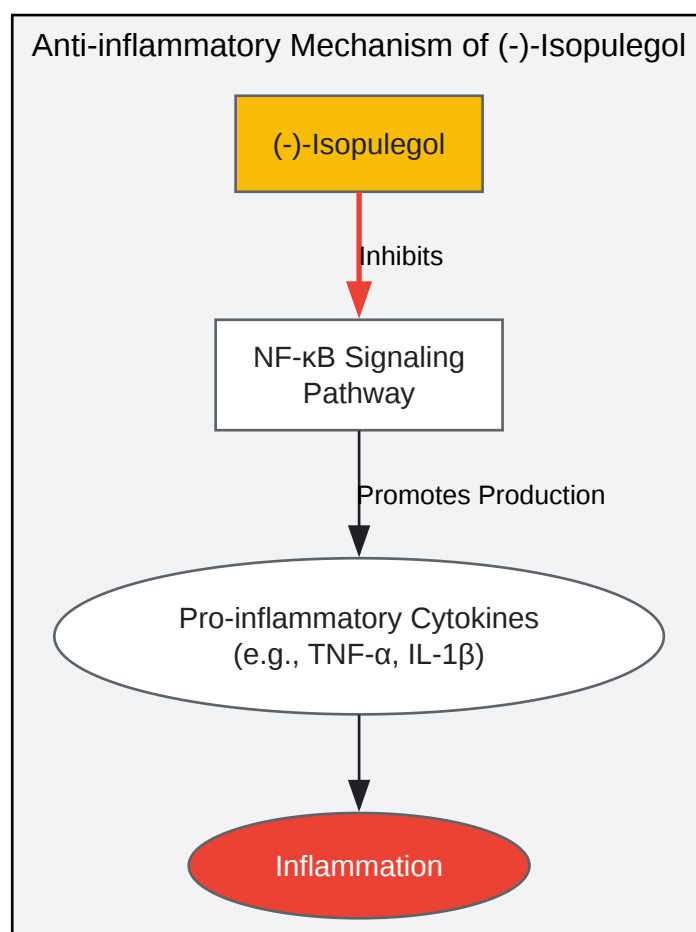 Anti-inflammatory Mechanism of (-)-Isopulegol
(-)-Isopulegol
Inhibits
NF-κB Signaling
Pathway
Promotes Production
Pro-inflammatory Cytokines
(e.g., TNF-α, IL-1β)
Inflammation